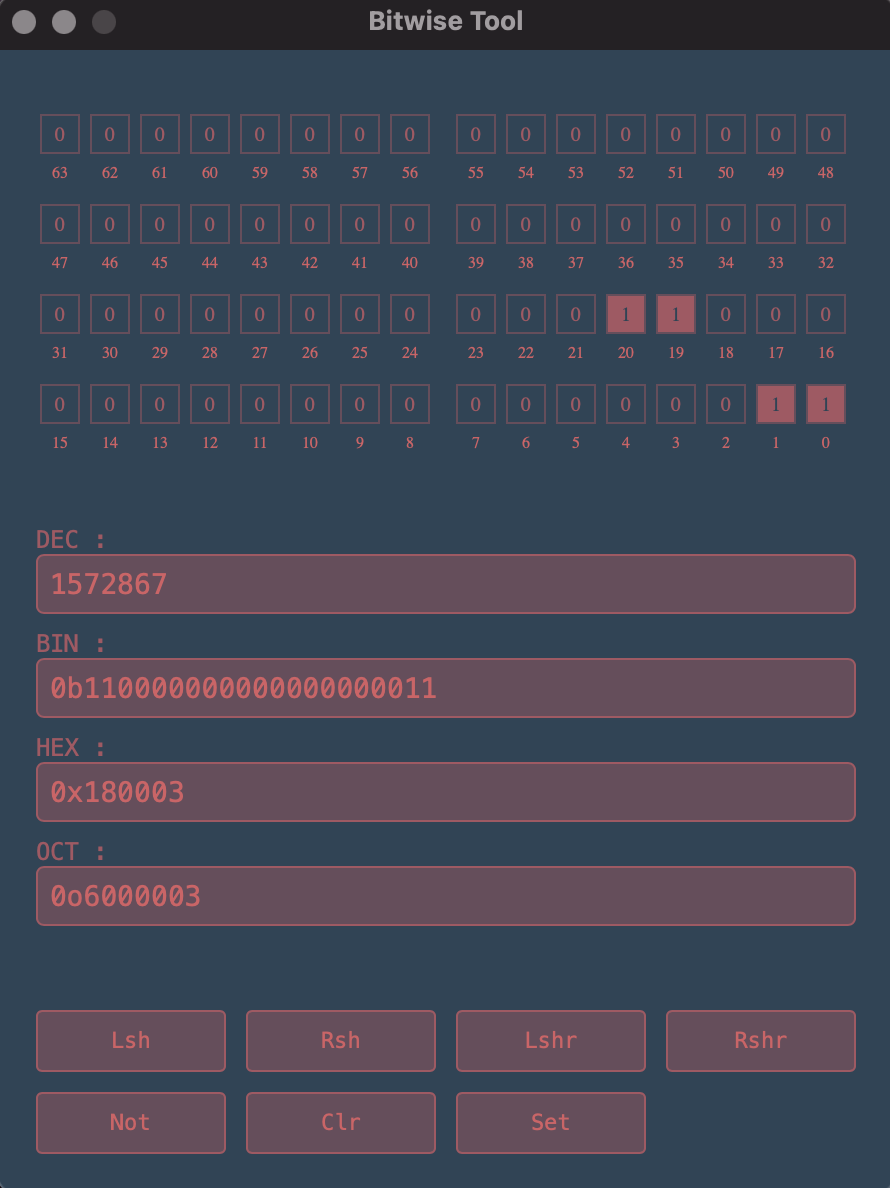 Bitwise Tool
0 0 0 0 0 0 0 0 0 0 0 0 0 0 0 0
63 62 61 60 59 58 57 56 55 54 53 52 51 50 49 48
0 0 0 0 0 0 0 0 0 0 0 0 0 0 0 0
47 46 45 44 43 42 41 40 39 38 37 36 35 34 33 32
0 0 0 0 0 0 0 0 0 0 0 1 1 0 0 0
31 30 29 28 27 26 25 24 23 22 21 20 19 18 17 16
0 0 0 0 0 0 0 0 0 0 0 0 0 0 1 1
15 14 13 12 11 10 9 8 7 6 5 4 3 2 1 0
DEC :
1572867
BIN :
0b110000000000000000011
HEX :
0x180003
OCT :
0o6000003
Lsh Rsh Lshr Rshr
Not Clr Set